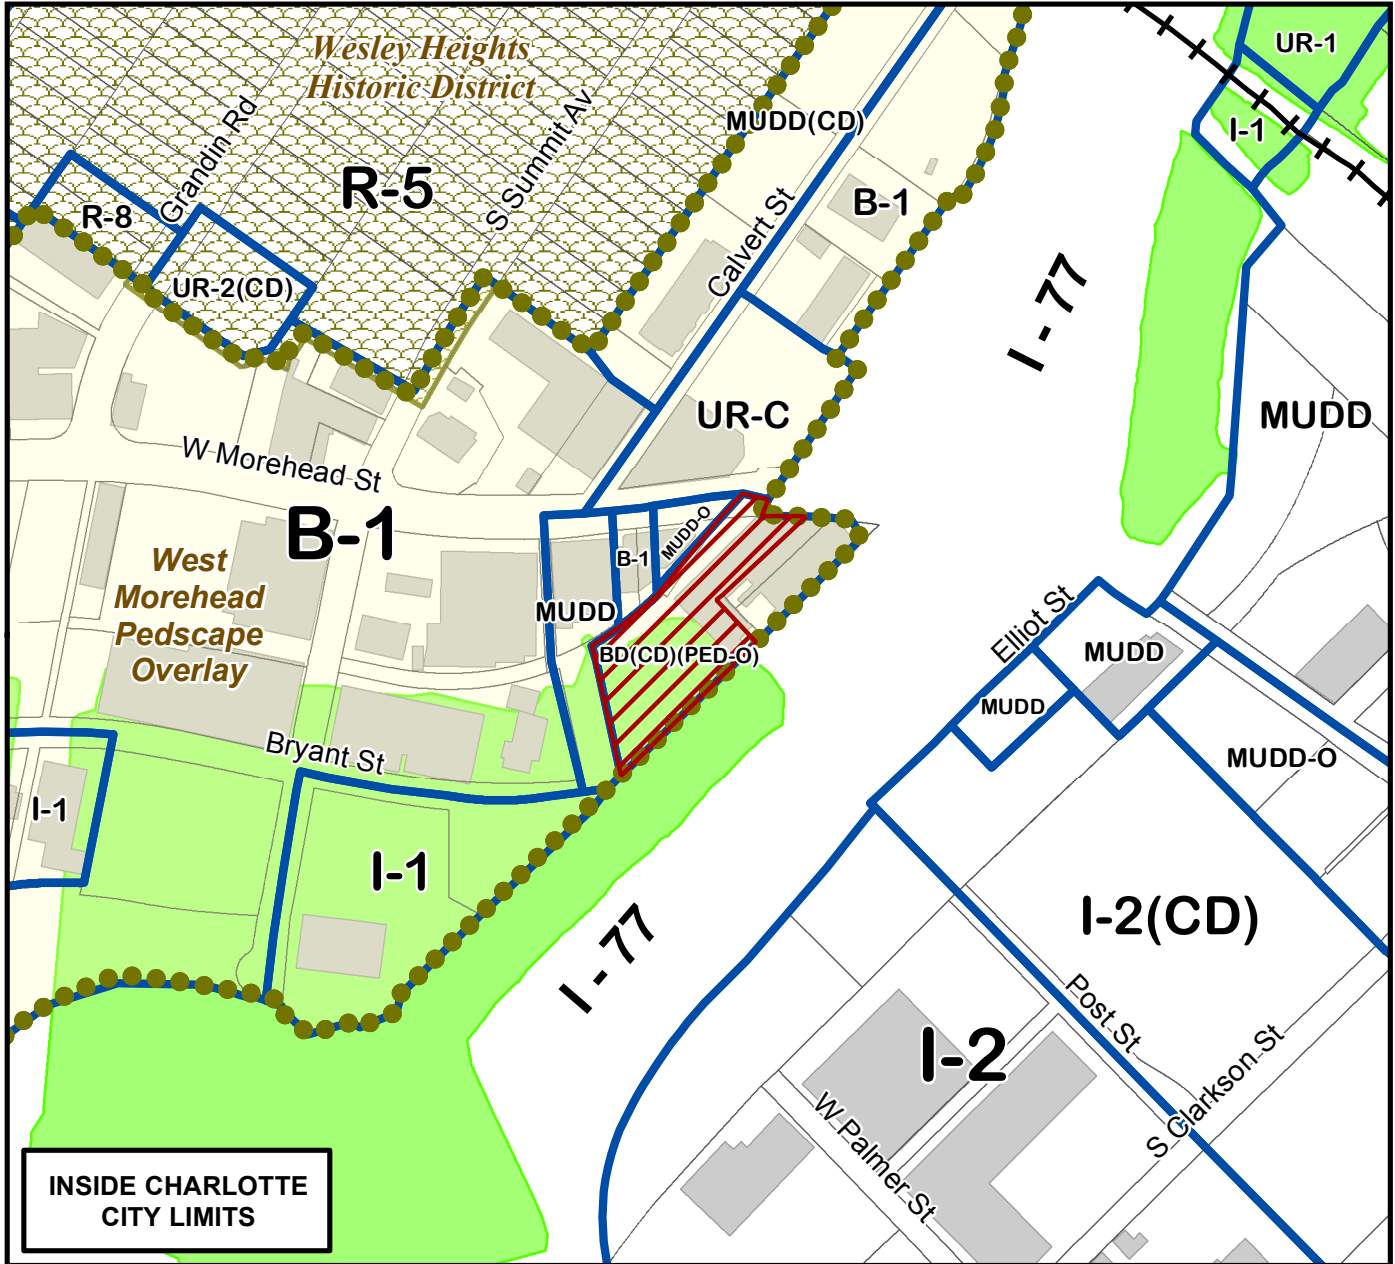 Wesley Heights
Historic District
UR-1
MUDD(CD)
I-1
Grandin Rd
R-5
S Summit Av
R-8
B-1
Calvert St
UR-2(CD)
I - 77
UR-C
MUDD
W Morehead St
B-1
MUDD-O
B-1
West
Morehead
Pedscape
Overlay
MUDD
BD(CD)(PED-O)
Elliot St
MUDD
MUDD
Bryant St
MUDD-O
I-1
I-1
I-2(CD)
I - 77
Post St
I-2
S Clarkson St
W Palmer St
INSIDE CHARLOTTE
CITY LIMITS